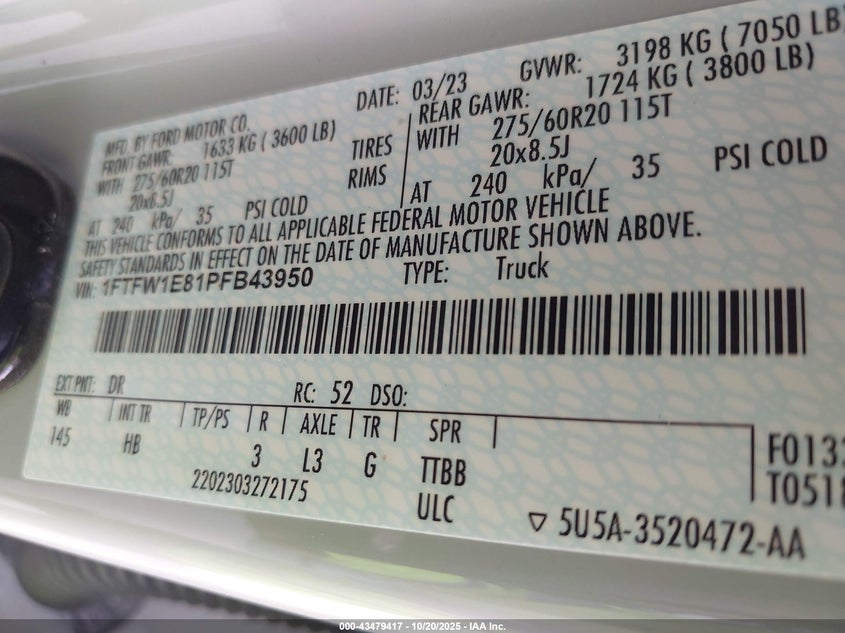 MFD. BY FORD MOTOR CO. DATE: 03/23 GVWR: 3198 KG ( 7050 LB)
FRONT GAWR: 1633 KG ( 3600 LB) REAR GAWR: 1724 KG ( 3800 LB)
WITH 275/60R20 115T TIRES WITH 275/60R20 115T
20x8.5J RIMS 20x8.5J
AT 240 kPa/ 35 PSI COLD AT 240 kPa/ 35 PSI COLD
THIS VEHICLE CONFORMS TO ALL APPLICABLE FEDERAL MOTOR VEHICLE
SAFETY STANDARDS IN EFFECT ON THE DATE OF MANUFACTURE SHOWN ABOVE.
VIN: 1FTFW1E81PFB43950 TYPE: Truck
EXT PNT: DR RC: 52 DSO:
WB INT TR TP/PS R AXLE TR SPR
145 HB 3 L3 G TTBB
2202303272175 ULC
F013
T0518
5U5A-3520472-AA
000-43479417 - 10/20/2025 - IAA Inc.